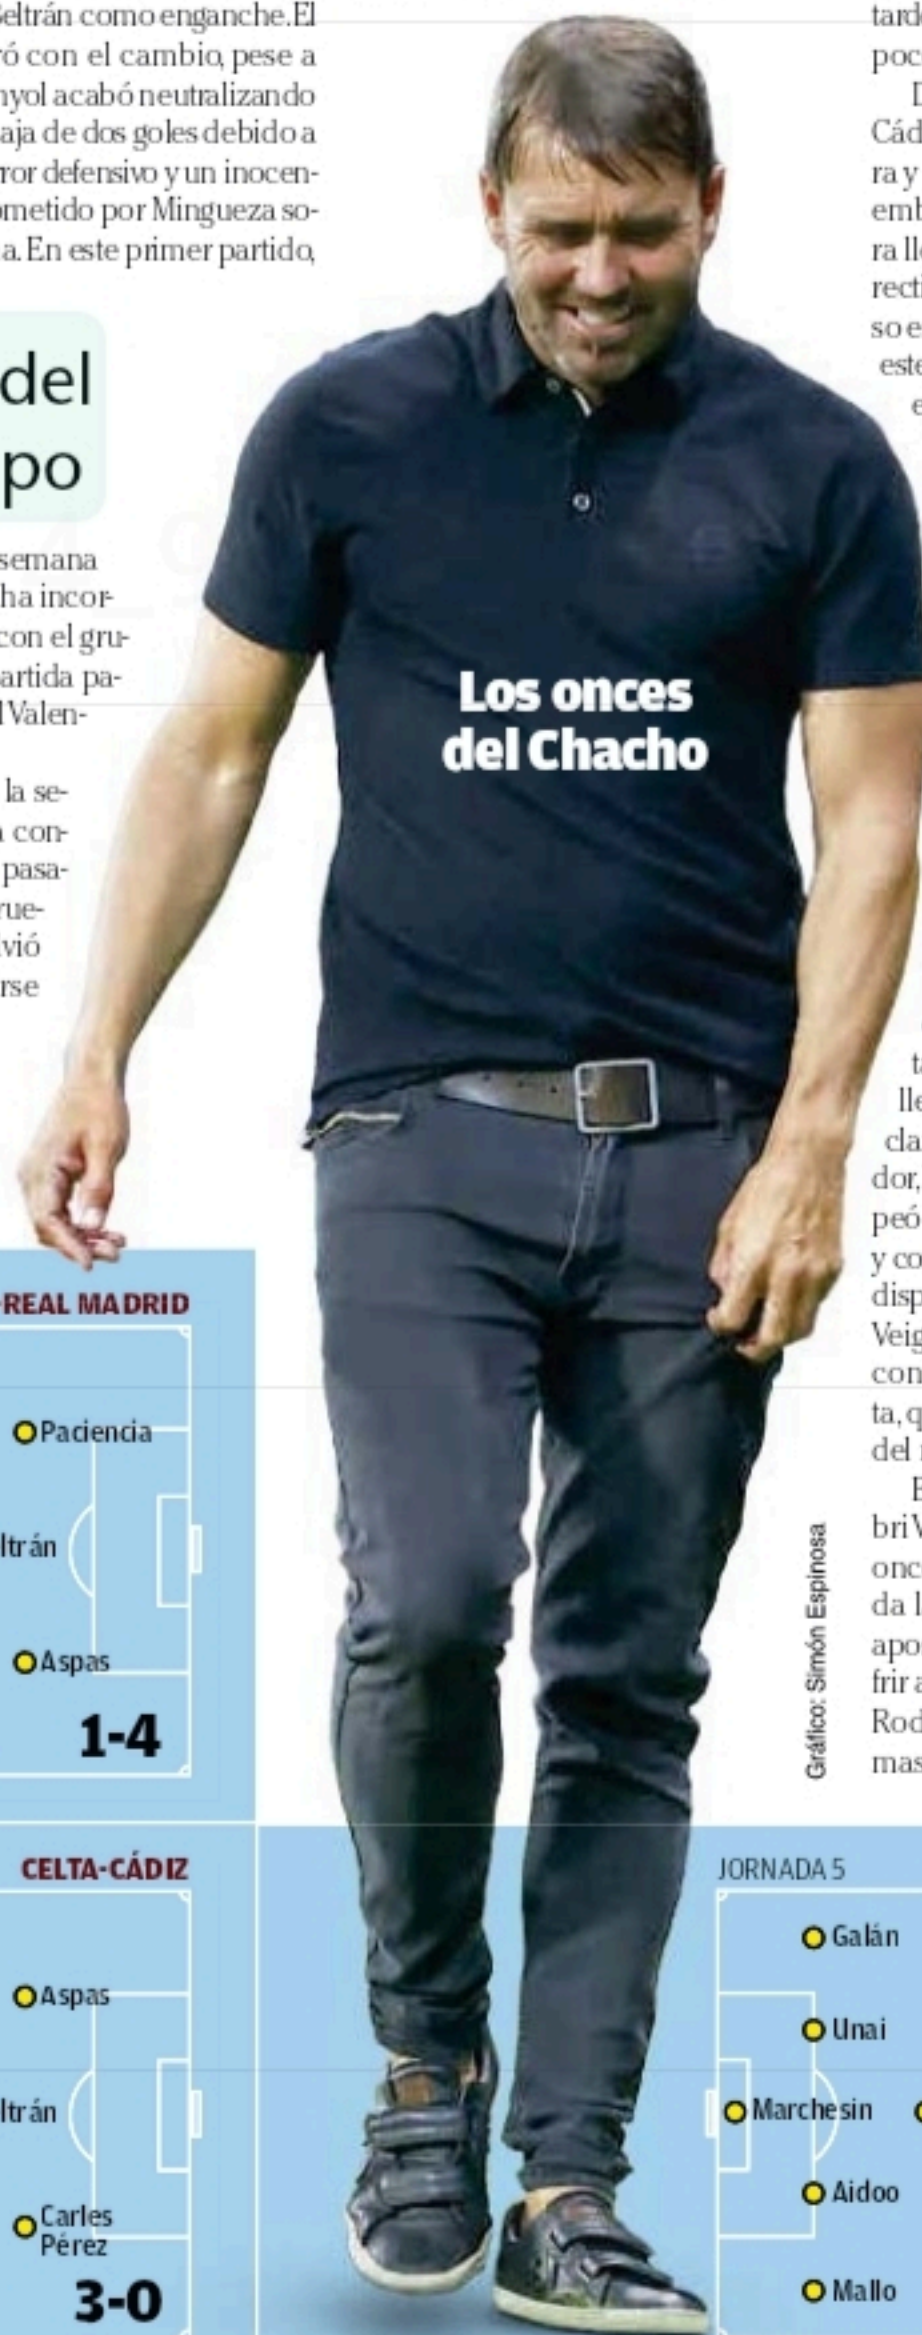 Beltrán como enganche. El
ró con el cambio, pese a
nyol acabó neutralizando
aja de dos goles debido a
ror defensivo y un inocen-
ometido por Mingueza so-
a. En este primer partido,
del
po
semana
ha incor-
con el gru-
artida pa-
l Valen-
la se-
a con-
pasa-
rue-
lvió
rse
Los onces
del Chacho
-REAL MADRID
Paciencia
ltrán
Aspas
1-4
CELTA-CÁDIZ
Aspas
ltrán
Carles
Pérez
3-0
tard
poc
D
Cád
ra y
emb
ra ll
recti
so e
este
e
ta
lle
cla
dor,
peó
y co
disp
Veig
con
ta, q
del
E
bri V
onc
da l
apo
frir a
Rod
mas
Gráfico: Simón Espinosa
JORNADA 5
Galán
Unai
Marchesin
Aidoo
Mallo